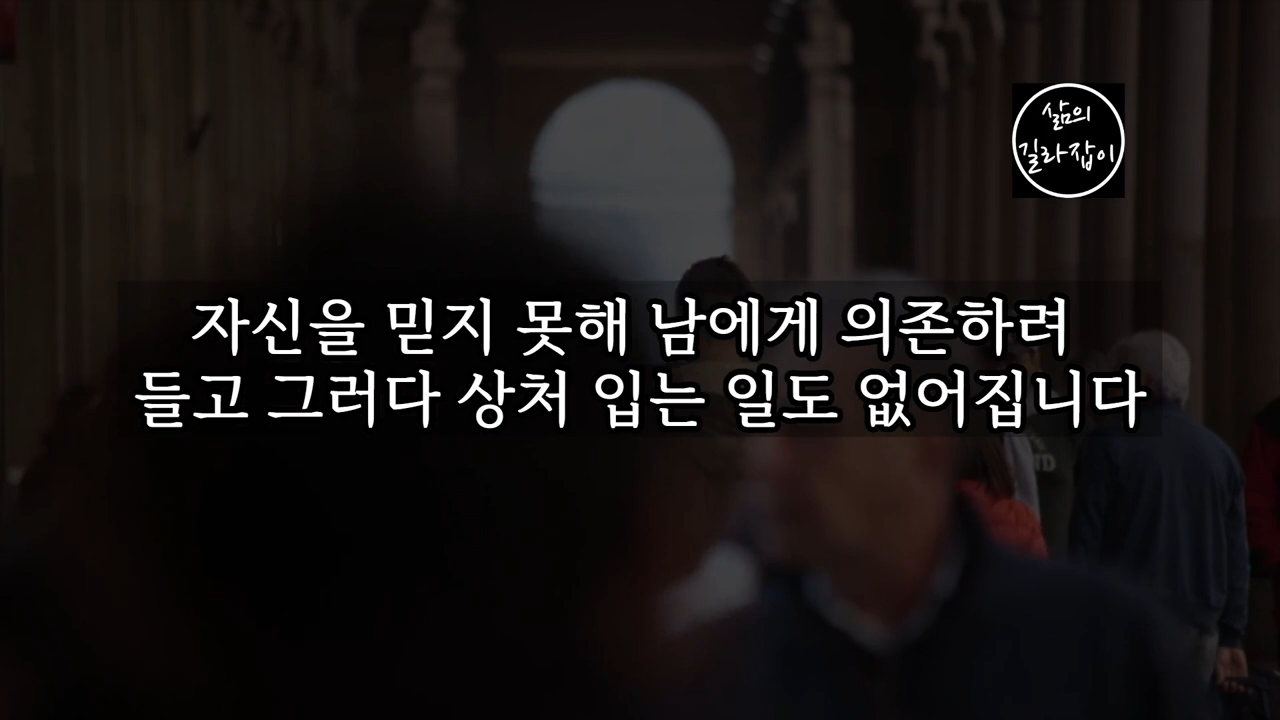 삶의
길라잡이
자신을 믿지 못해 남에게 의존하려
들고 그러다 상처 입는 일도 없어집니다